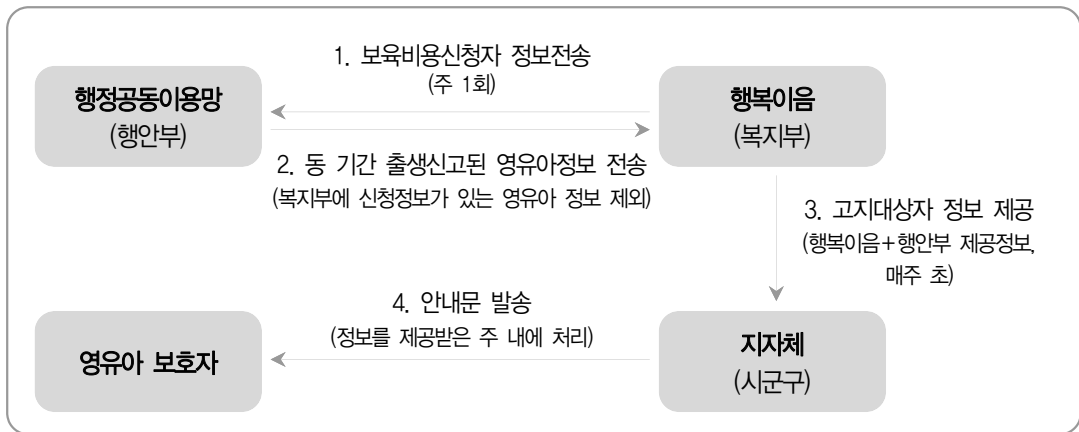 1. 보육비용신청자 정보전송
(주 1회)
행정공동이용망
(행안부)
행복이음
(복지부)
2. 동 기간 출생신고된 영유아정보 전송
(복지부에 신청정보가 있는 영유아 정보 제외)
3. 고지대상자 정보 제공
(행복이음+행안부 제공정보,
매주 초)
4. 안내문 발송
(정보를 제공받은 주 내에 처리)
영유아 보호자
지자체
(시군구)